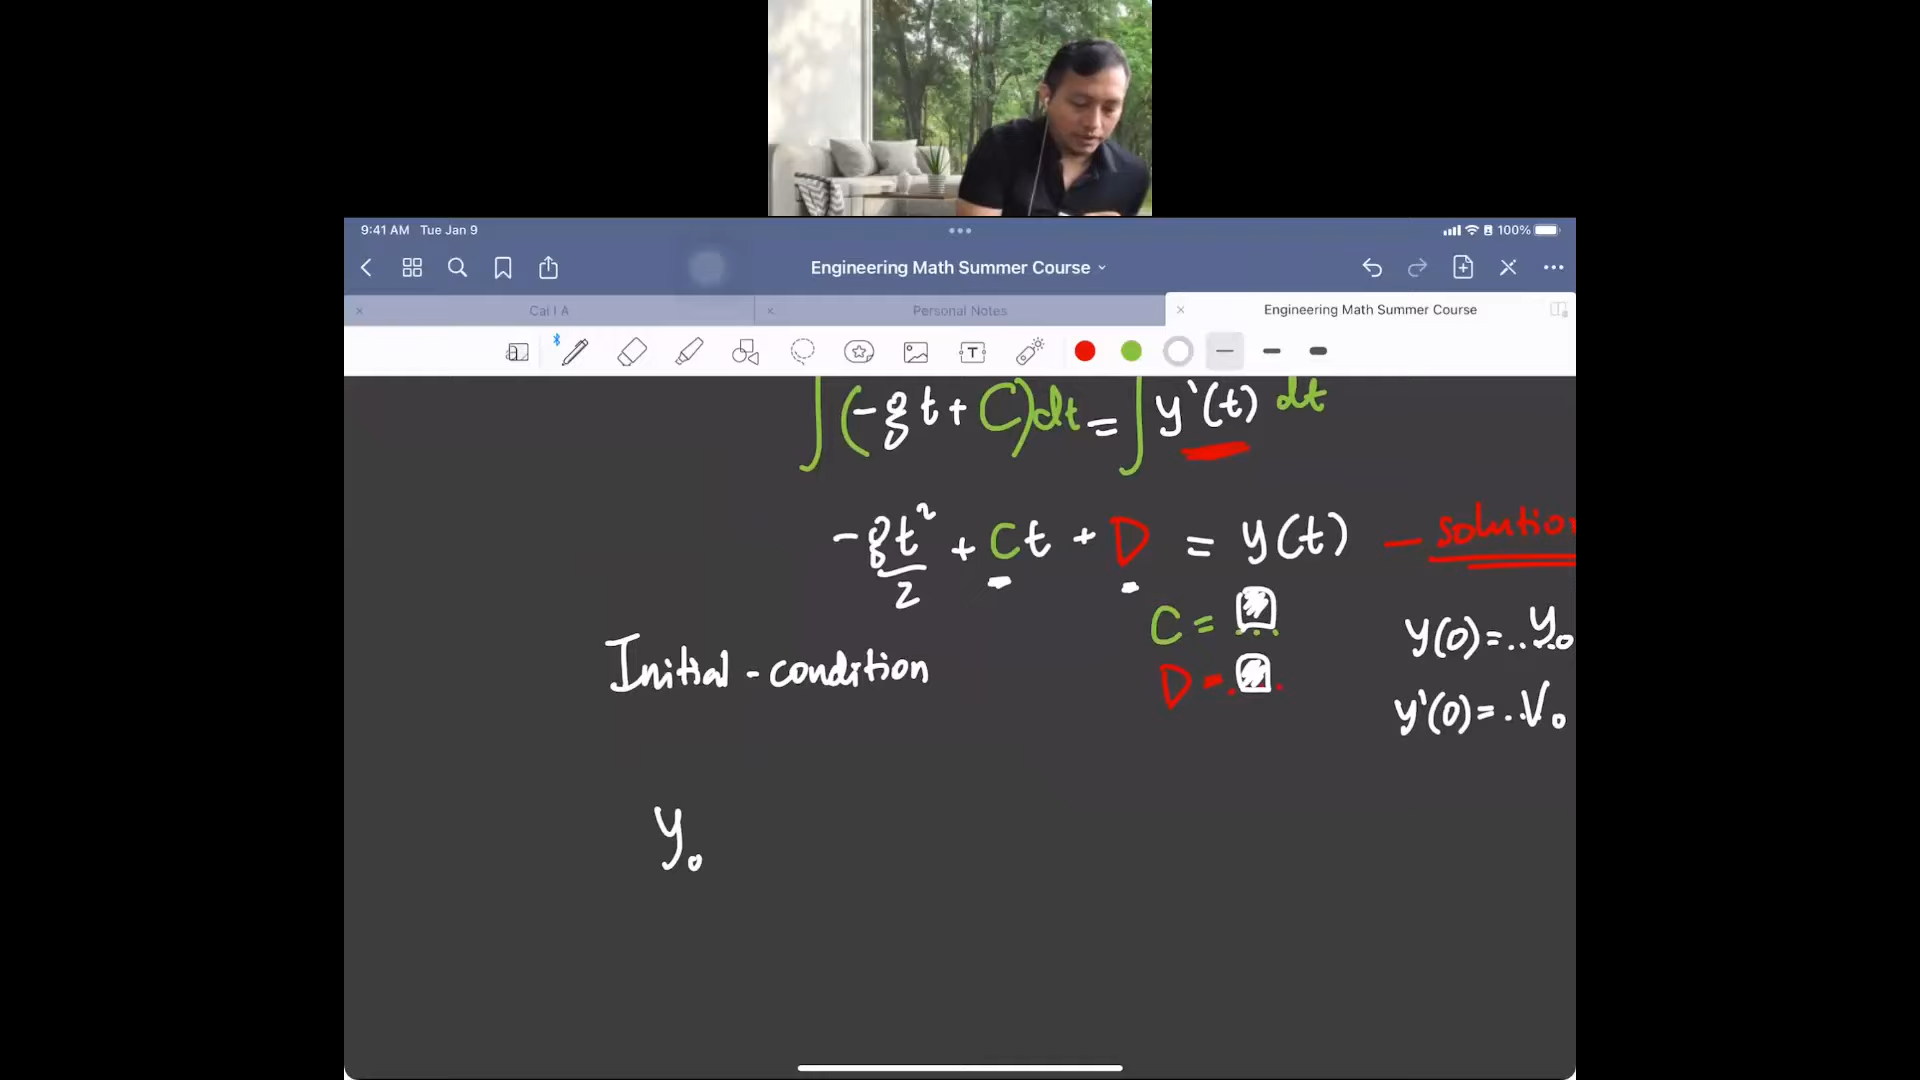 9:41 AM Tue Jan 9
100%
Engineering Math Summer Course
Cal I A
Personal Notes
Engineering Math Summer Course
T
∫(-gt + C)dt = ∫ y'(t) dt
-gt²/2 + Ct + D = y(t) — solution
C =
y(0) = ..y₀
Initial - condition
D =
y'(0) = ..V₀
y₀